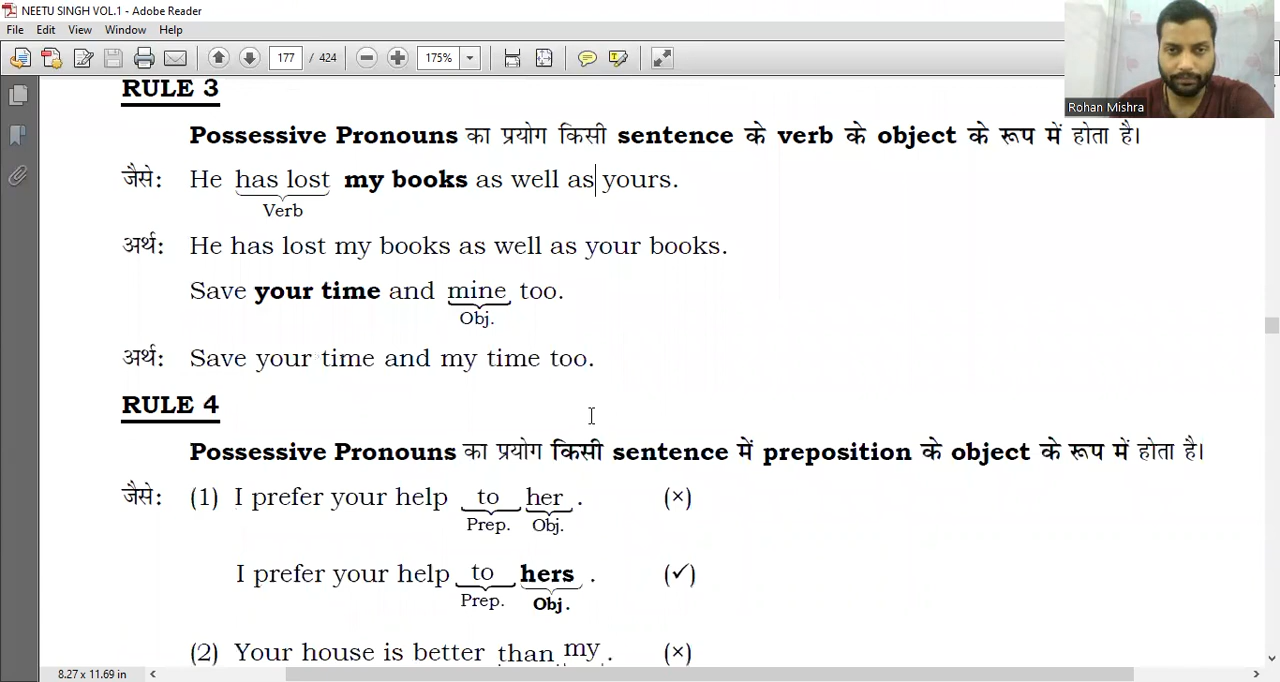 NEETU SINGH VOL.1 - Adobe Reader
File Edit View Window Help
177 / 424 175%
Rohan Mishra
RULE 3
Possessive Pronouns का प्रयोग किसी sentence के verb के object के रूप में होता है।
जैसे: He has lost my books as well as yours.
Verb
अर्थ: He has lost my books as well as your books.
Save your time and mine too.
Obj.
अर्थ: Save your time and my time too.
RULE 4
Possessive Pronouns का प्रयोग किसी sentence में preposition के object के रूप में होता है।
जैसे: (1) I prefer your help to her . (×)
Prep. Obj.
I prefer your help to hers . (✓)
Prep. Obj.
(2) Your house is better than my . (×)
8.27 x 11.69 in